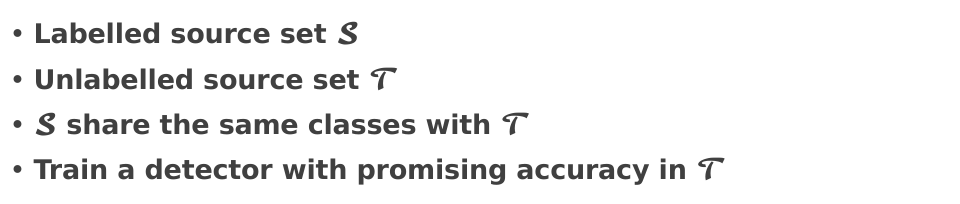 • Labelled source set 𝓢
• Unlabelled source set 𝓣
• 𝓢 share the same classes with 𝓣
• Train a detector with promising accuracy in 𝓣